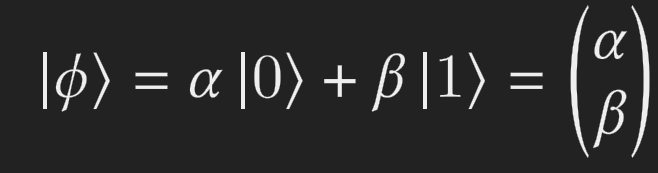 |ϕ⟩ = α |0⟩ + β |1⟩ = (α
β)